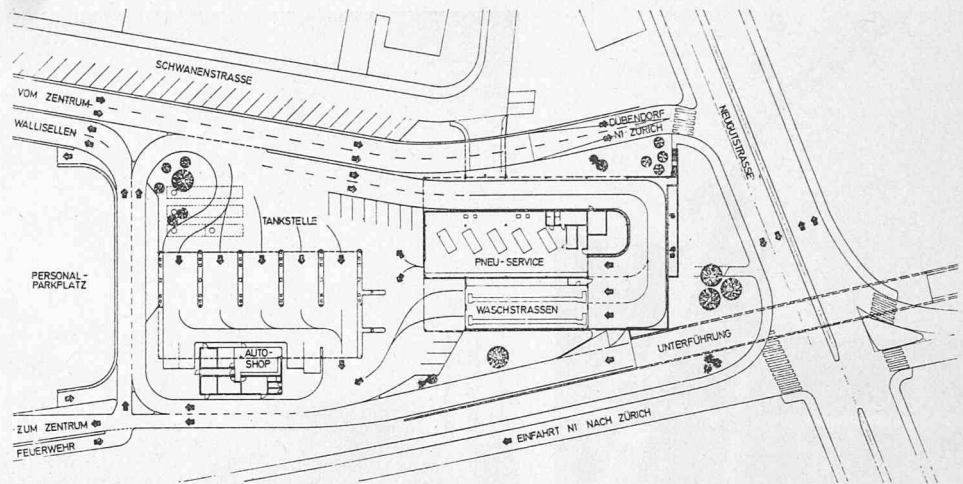 SCHWANENSTRASSE
VOM ZENTRUM
WALLISELLEN
DÜBENDORF
N1-ZÜRICH
NEUGUTSTRASSE
TANKSTELLE
PERSONAL-
PARKPLATZ
PNEU-SERVICE
WASCHSTRASSEN
AUTO-
SHOP
UNTERFÜHRUNG
ZUM ZENTRUM
FEUERWEHR
EINFAHRT N1 NACH ZÜRICH